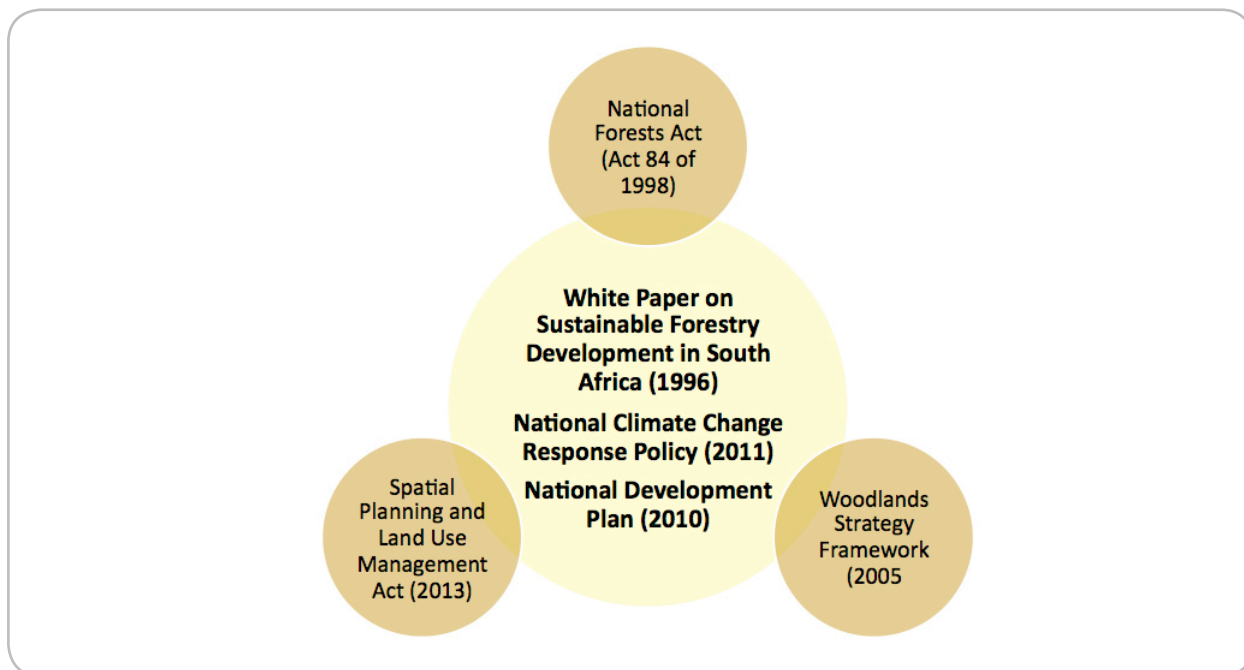 National
Forests Act
(Act 84 of
1998)
White Paper on
Sustainable Forestry
Development in South
Africa (1996)
National Climate Change
Response Policy (2011)
National Development
Plan (2010)
Spatial
Planning and
Land Use
Management
Act (2013)
Woodlands
Strategy
Framework
(2005